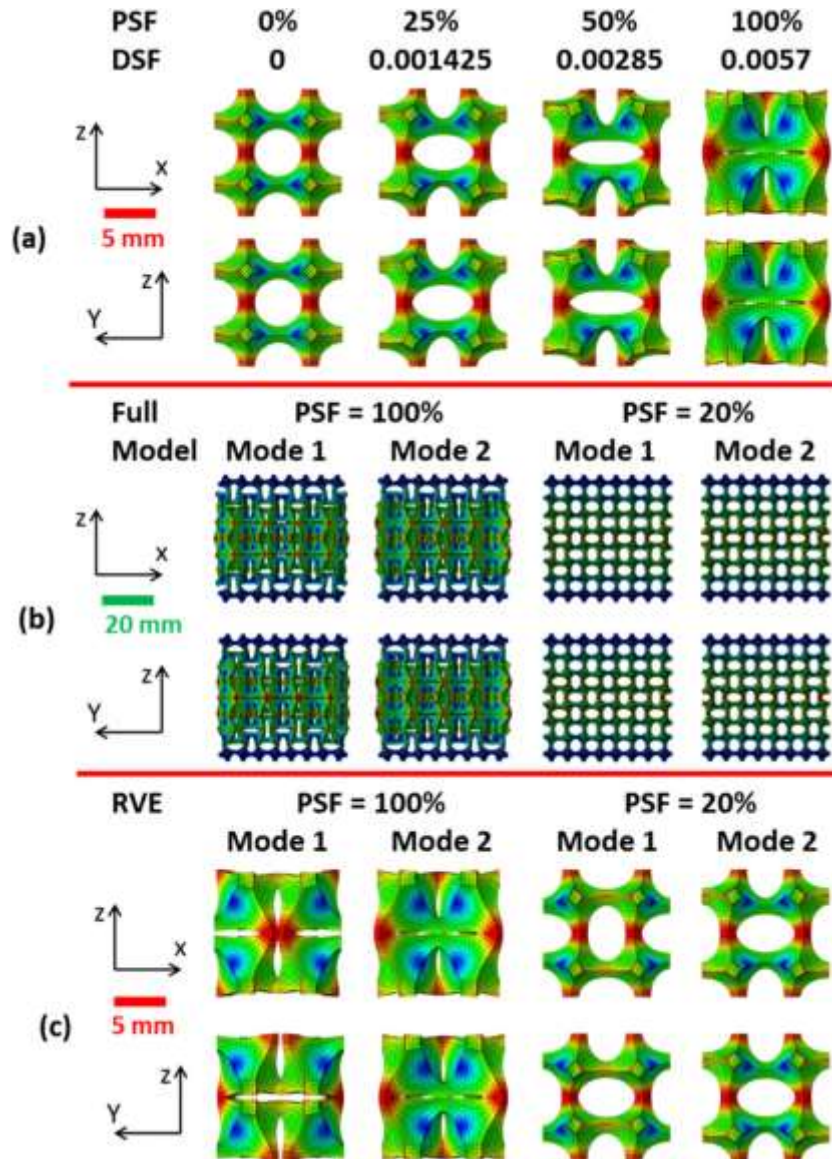 PSF 0% 25% 50% 100%
DSF 0 0.001425 0.00285 0.0057
Z
X
5 mm
(a)
Z
Y
Full PSF = 100% PSF = 20%
Model Mode 1 Mode 2 Mode 1 Mode 2
Z
X
20 mm
(b)
Z
Y
RVE PSF = 100% PSF = 20%
Mode 1 Mode 2 Mode 1 Mode 2
Z
X
5 mm
(c)
Z
Y